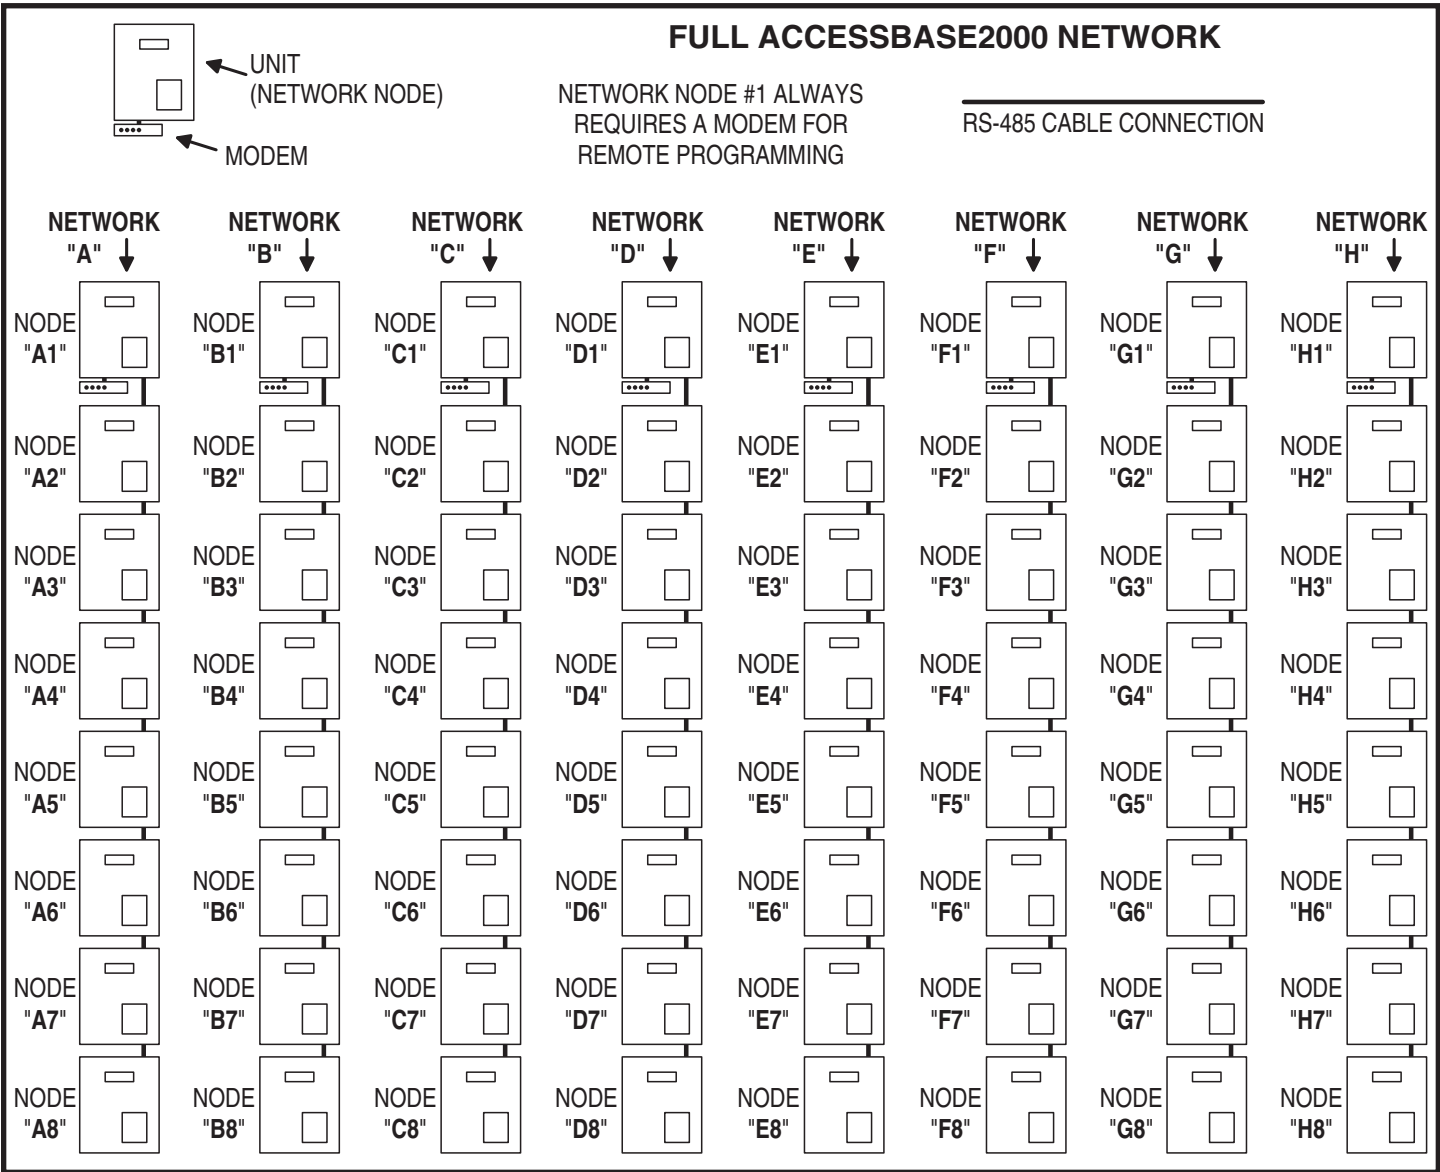 FULL ACCESSBASE2000 NETWORK
UNIT
(NETWORK NODE)
MODEM
NETWORK NODE #1 ALWAYS
REQUIRES A MODEM FOR
REMOTE PROGRAMMING
RS-485 CABLE CONNECTION
NETWORK NETWORK NETWORK NETWORK NETWORK NETWORK NETWORK NETWORK
"A" "B" "C" "D" "E" "F" "G" "H"
NODE NODE NODE NODE NODE NODE NODE NODE
"A1" "B1" "C1" "D1" "E1" "F1" "G1" "H1"
NODE NODE NODE NODE NODE NODE NODE NODE
"A2" "B2" "C2" "D2" "E2" "F2" "G2" "H2"
NODE NODE NODE NODE NODE NODE NODE NODE
"A3" "B3" "C3" "D3" "E3" "F3" "G3" "H3"
NODE NODE NODE NODE NODE NODE NODE NODE
"A4" "B4" "C4" "D4" "E4" "F4" "G4" "H4"
NODE NODE NODE NODE NODE NODE NODE NODE
"A5" "B5" "C5" "D5" "E5" "F5" "G5" "H5"
NODE NODE NODE NODE NODE NODE NODE NODE
"A6" "B6" "C6" "D6" "E6" "F6" "G6" "H6"
NODE NODE NODE NODE NODE NODE NODE NODE
"A7" "B7" "C7" "D7" "E7" "F7" "G7" "H7"
NODE NODE NODE NODE NODE NODE NODE NODE
"A8" "B8" "C8" "D8" "E8" "F8" "G8" "H8"